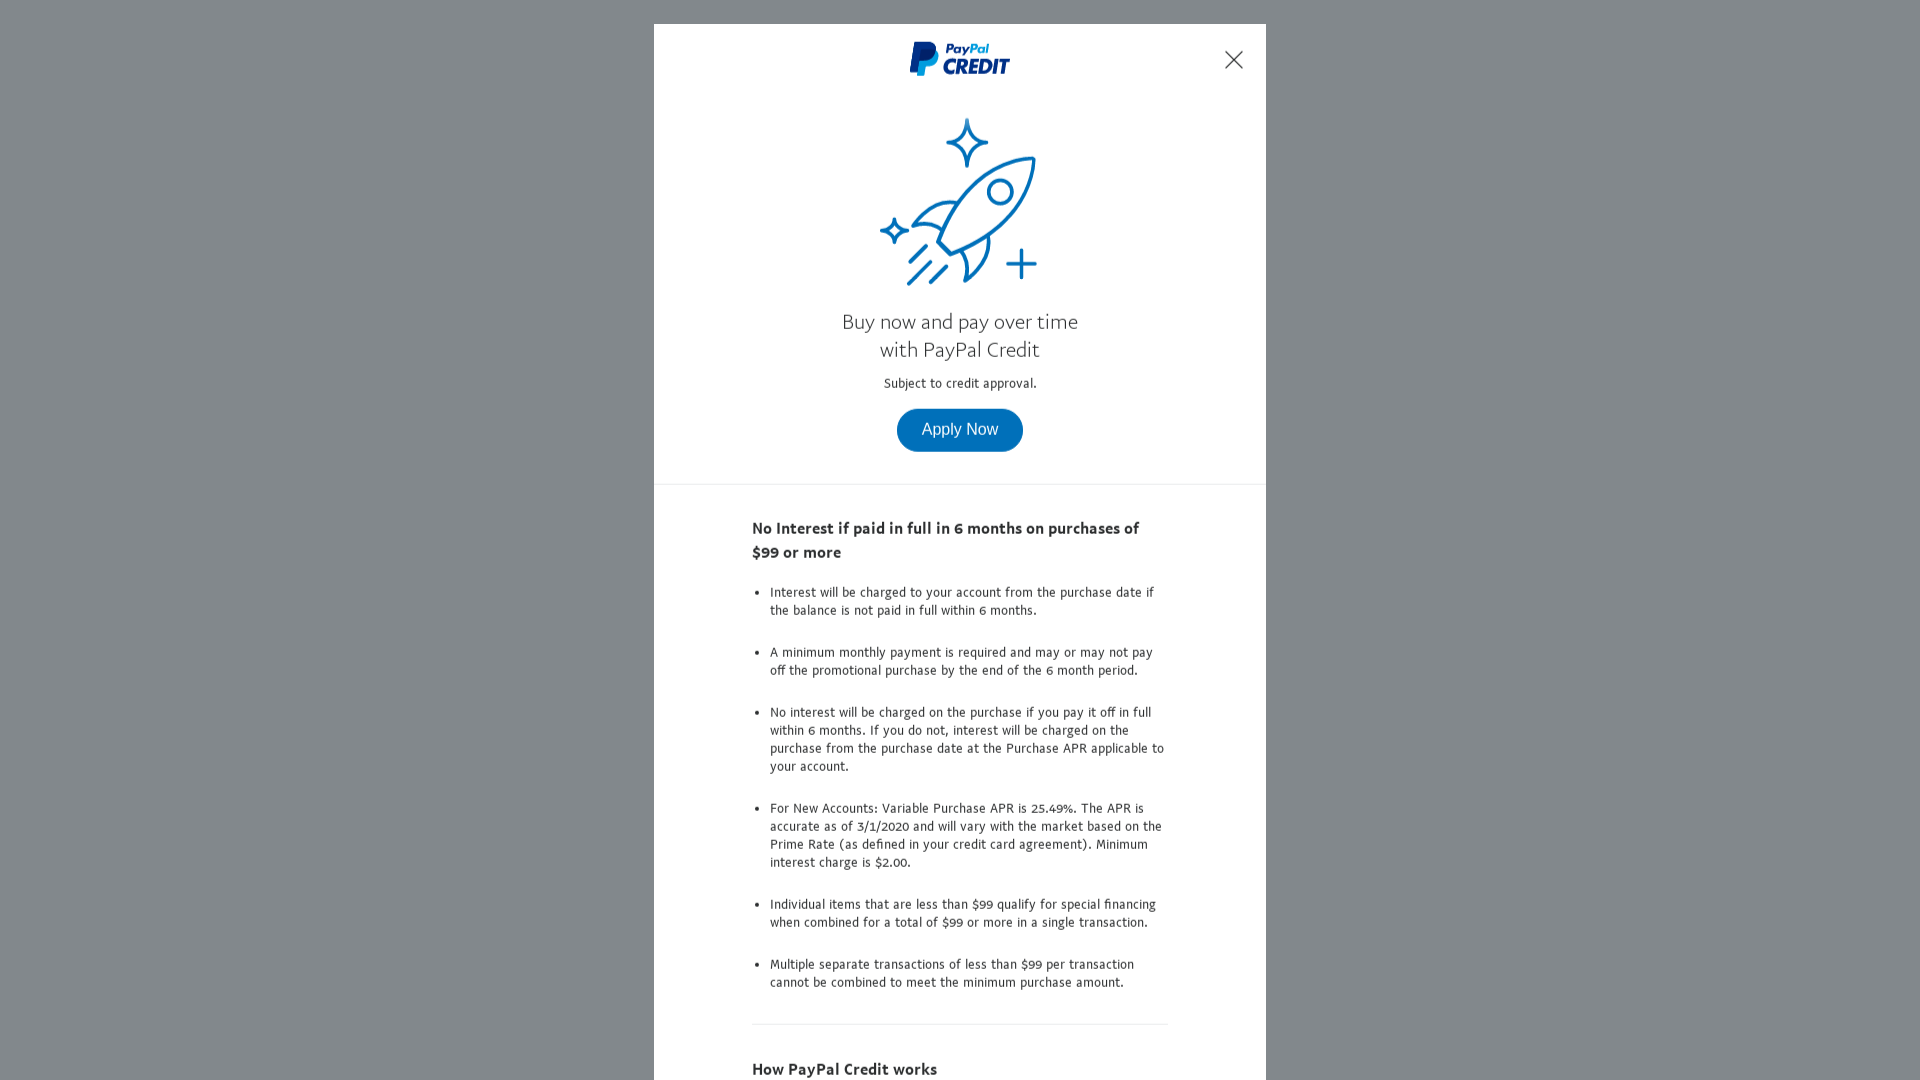 PayPal
CREDIT
Buy now and pay over time
with PayPal Credit
Subject to credit approval.
Apply Now
No Interest if paid in full in 6 months on purchases of
$99 or more
• Interest will be charged to your account from the purchase date if
the balance is not paid in full within 6 months.
• A minimum monthly payment is required and may or may not pay
off the promotional purchase by the end of the 6 month period.
• No interest will be charged on the purchase if you pay it off in full
within 6 months. If you do not, interest will be charged on the
purchase from the purchase date at the Purchase APR applicable to
your account.
• For New Accounts: Variable Purchase APR is 25.49%. The APR is
accurate as of 3/1/2020 and will vary with the market based on the
Prime Rate (as defined in your credit card agreement). Minimum
interest charge is $2.00.
• Individual items that are less than $99 qualify for special financing
when combined for a total of $99 or more in a single transaction.
• Multiple separate transactions of less than $99 per transaction
cannot be combined to meet the minimum purchase amount.
How PayPal Credit works